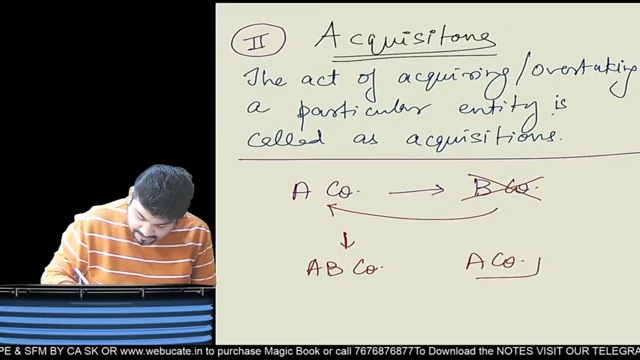 II Acquisitons
The act of acquiring/overtaking
a particular entity is
called as acquisitions.
A Co. → B Co.
AB Co. A Co.
PE & SFM BY CA SK OR www.webucate.in to purchase Magic Book or call 7676876877To Download the NOTES VISIT OUR TELEGRA